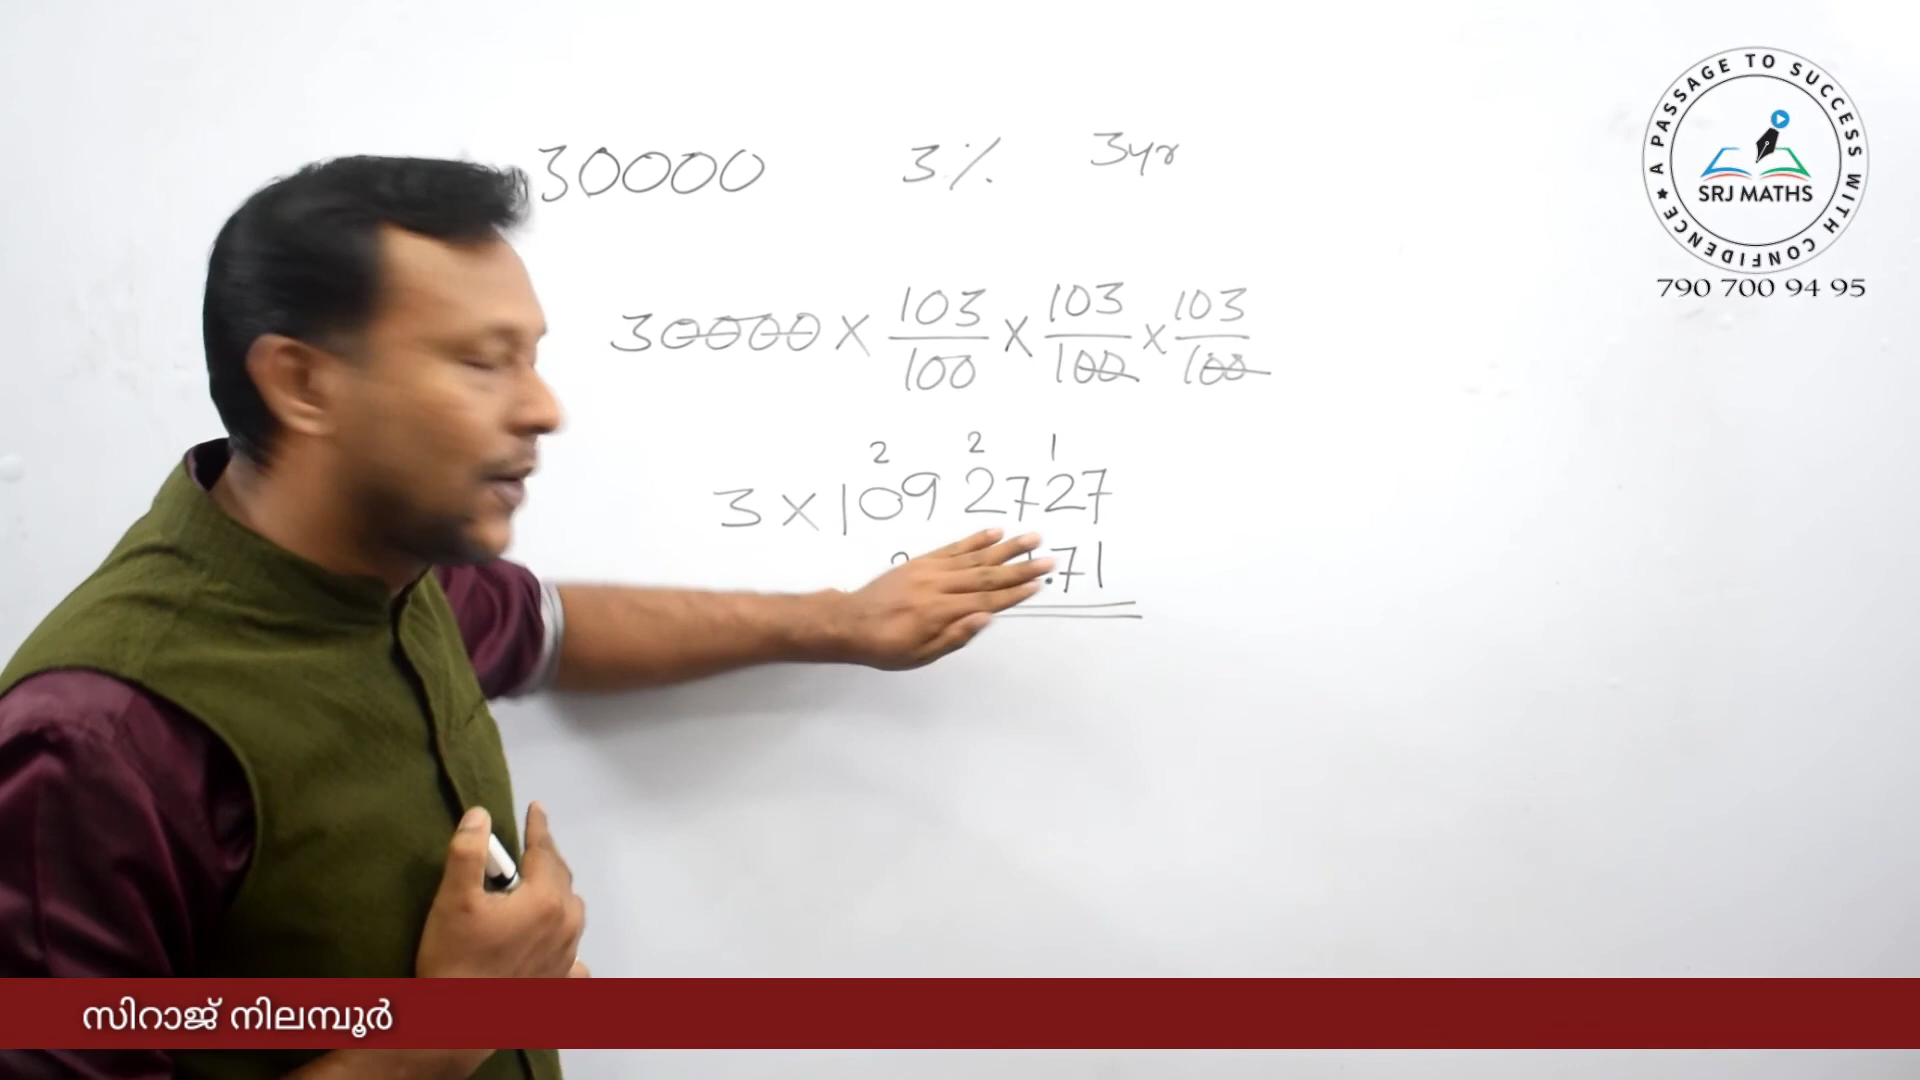 30000 3% 3yr
30000 × 103/100 × 103/100 × 103/100
2 2 1
3 × 109 2727
.71
A PASSAGE TO SUCCESS WITH CONFIDENCE
SRJ MATHS
790 700 94 95
സിറാജ് നിലമ്പൂർ